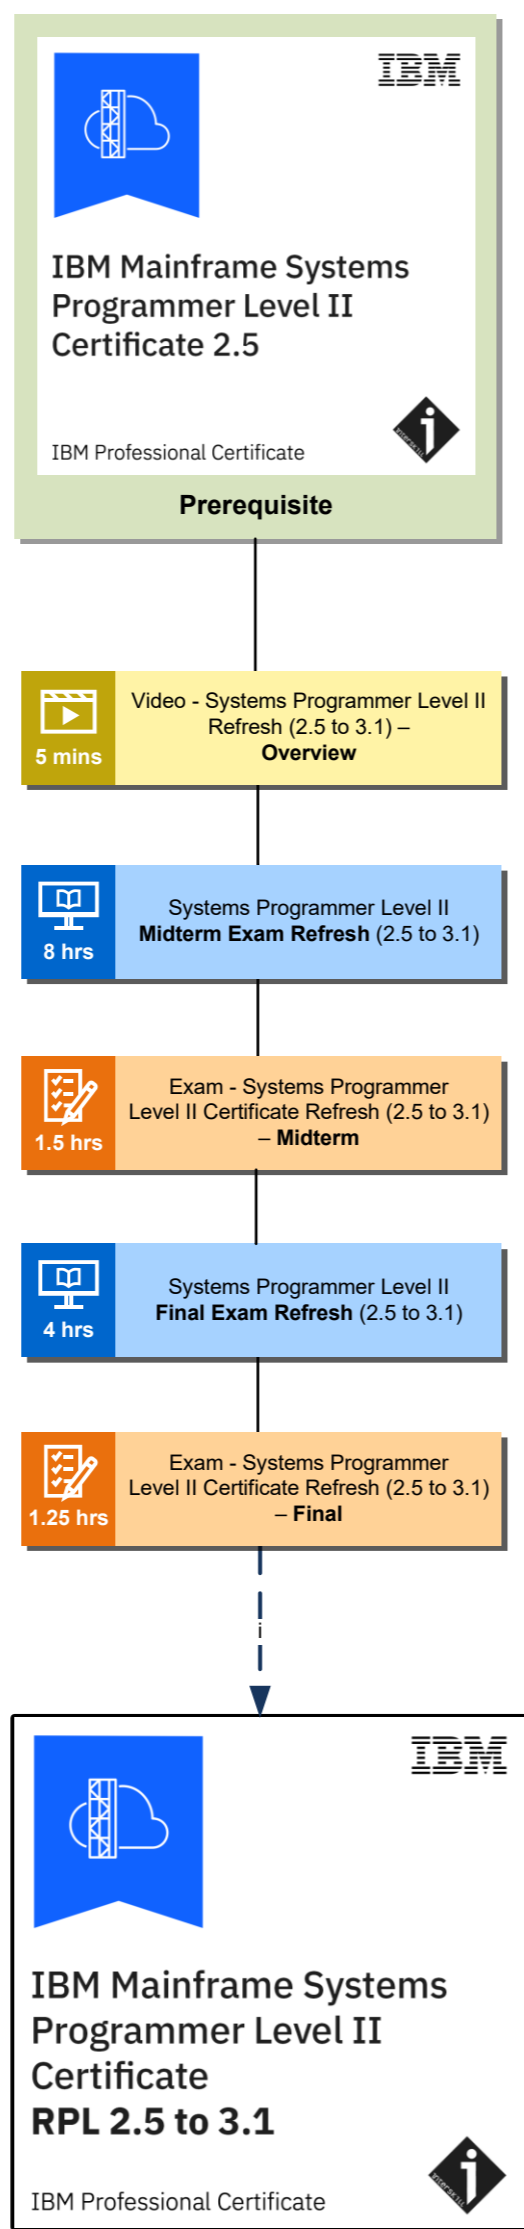 IBM
IBM Mainframe Systems
Programmer Level II
Certificate 2.5
IBM Professional Certificate
interskill
Prerequisite
5 mins
Video - Systems Programmer Level II
Refresh (2.5 to 3.1) –
Overview
8 hrs
Systems Programmer Level II
Midterm Exam Refresh (2.5 to 3.1)
1.5 hrs
Exam - Systems Programmer
Level II Certificate Refresh (2.5 to 3.1)
– Midterm
4 hrs
Systems Programmer Level II
Final Exam Refresh (2.5 to 3.1)
1.25 hrs
Exam - Systems Programmer
Level II Certificate Refresh (2.5 to 3.1)
– Final
i
IBM
IBM Mainframe Systems
Programmer Level II
Certificate
RPL 2.5 to 3.1
IBM Professional Certificate
interskill